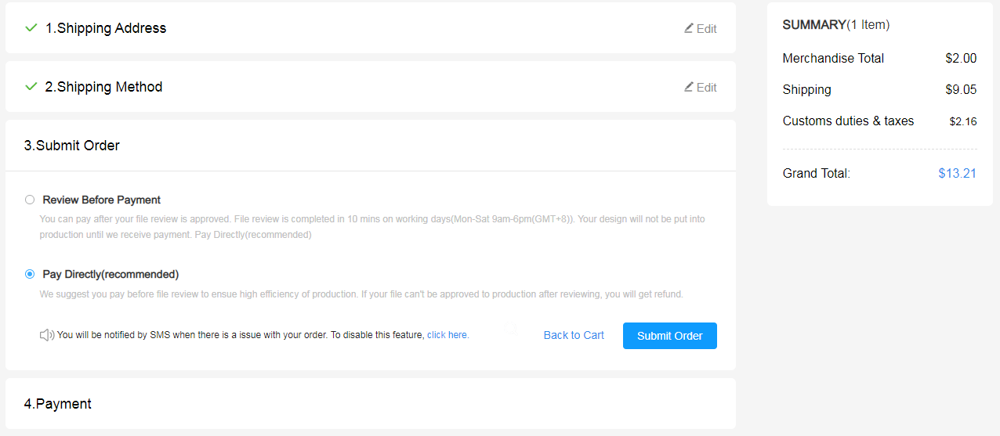 1.Shipping Address
Edit
2.Shipping Method
Edit
3.Submit Order
Review Before Payment
You can pay after your file review is approved. File review is completed in 10 mins on working days(Mon-Sat 9am-6pm(GMT+8)). Your design will not be put into
production until we receive payment. Pay Directly(recommended)
Pay Directly(recommended)
We suggest you pay before file review to ensue high efficiency of production. If your file can't be approved to production after reviewing, you will get refund.
You will be notified by SMS when there is a issue with your order. To disable this feature, click here.
Back to Cart
Submit Order
4.Payment
SUMMARY(1 Item)
Merchandise Total $2.00
Shipping $9.05
Customs duties & taxes $2.16
Grand Total: $13.21